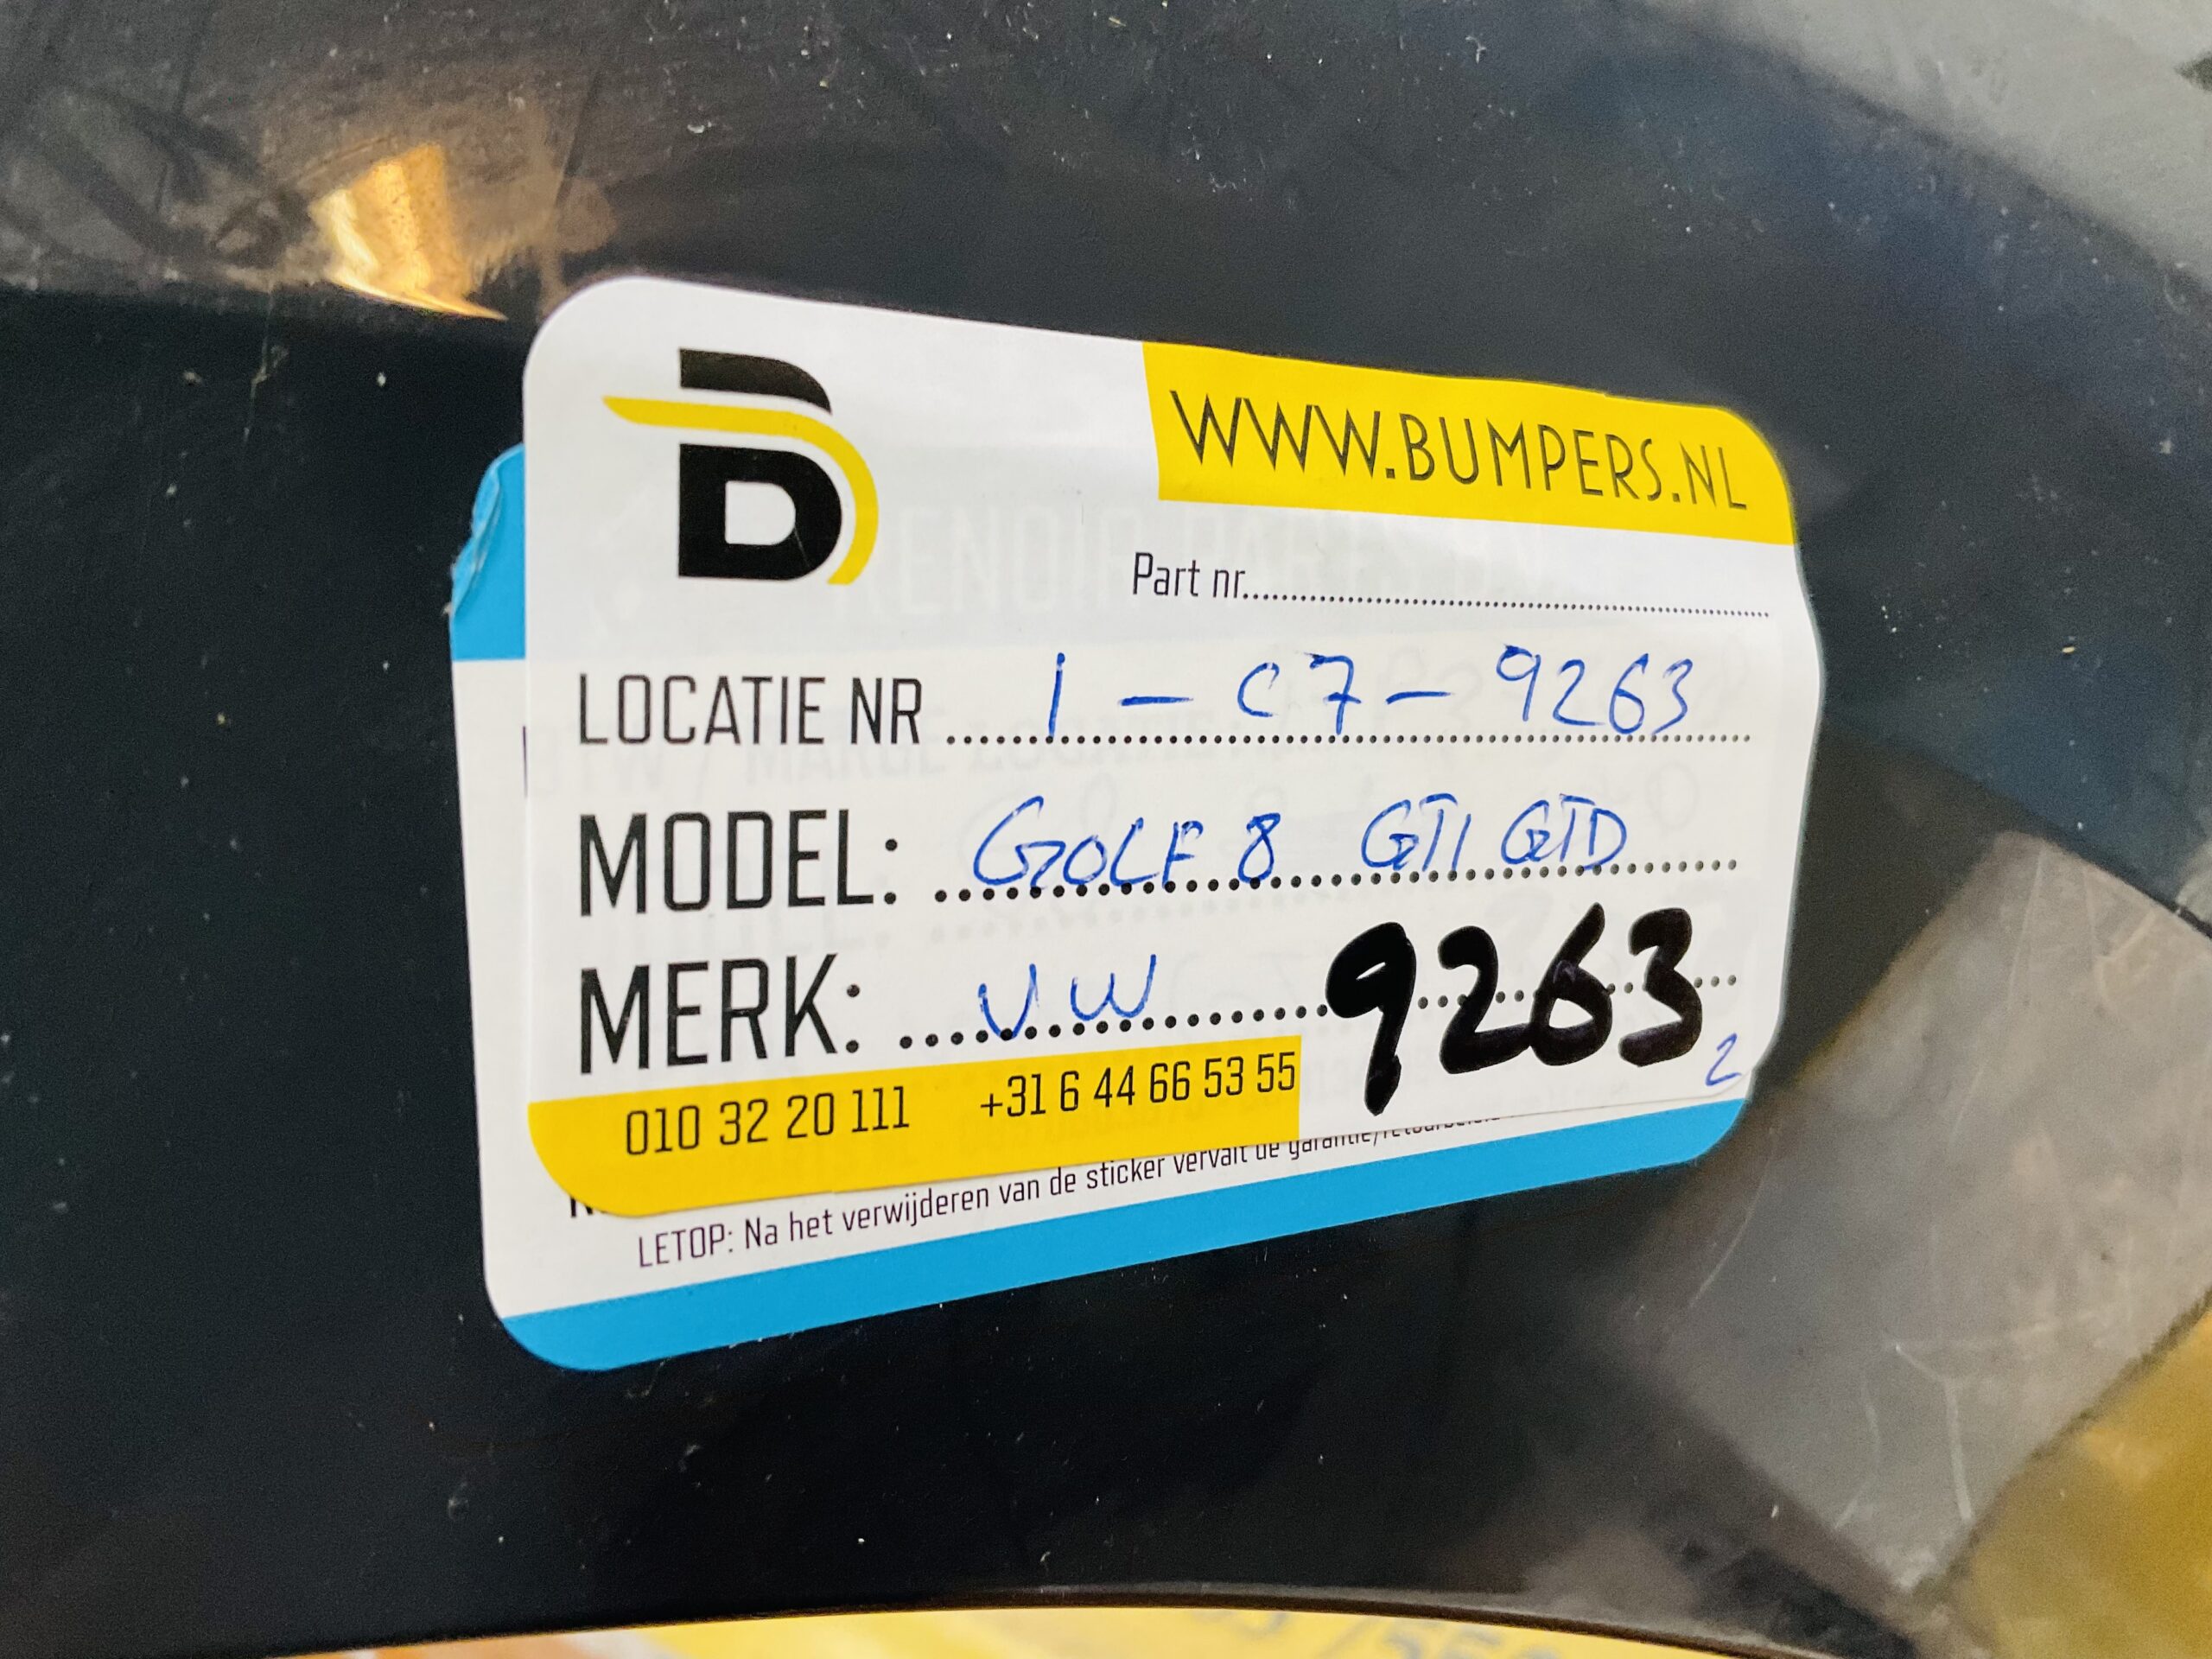 WWW.BUMPERS.NL
Part nr.
LOCATIE NR 1 - C7 - 9263
MODEL: GOLF 8 GTI GTD
MERK: VW 9263
2
010 32 20 111 +31 6 44 66 53 55
LETOP: Na het verwijderen van de sticker vervalt de garantie/